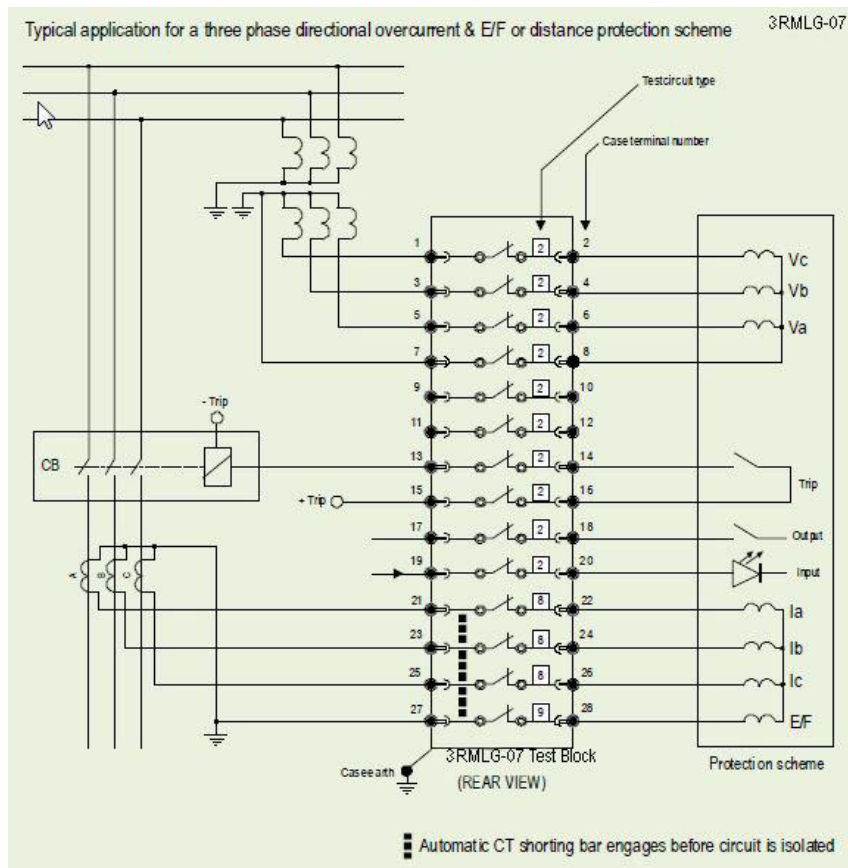 Typical application for a three phase directional overcurrent & E/F or distance protection scheme
3RMLG-07
Testcircuit type
Case terminal number
1 2 2 Vc
3 2 4 Vb
5 2 6 Va
7 2 8
9 2 10
- Trip
11 2 12
CB 13 2 14
Trip
+ Trip 15 2 16
17 2 18 Output
19 2 20 Input
A B C
21 8 22 Ia
23 8 24 Ib
25 8 26 Ic
27 9 28 E/F
3RMLG-07 Test Block
(REAR VIEW)
Case earth
Protection scheme
Automatic CT shorting bar engages before circuit is isolated